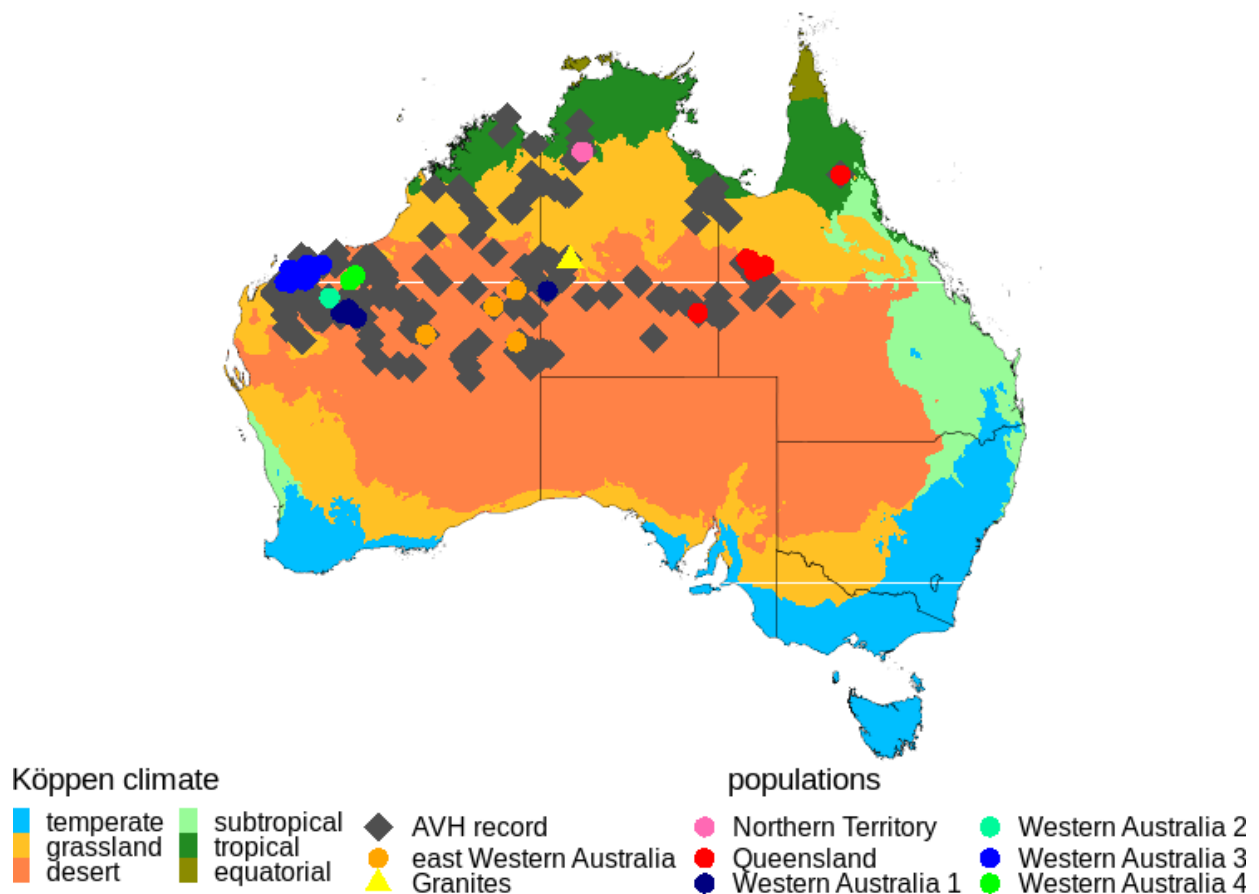 Köppen climate populations
temperate subtropical AVH record Northern Territory Western Australia 2
grassland tropical east Western Australia Queensland Western Australia 3
desert equatorial Granites Western Australia 1 Western Australia 4